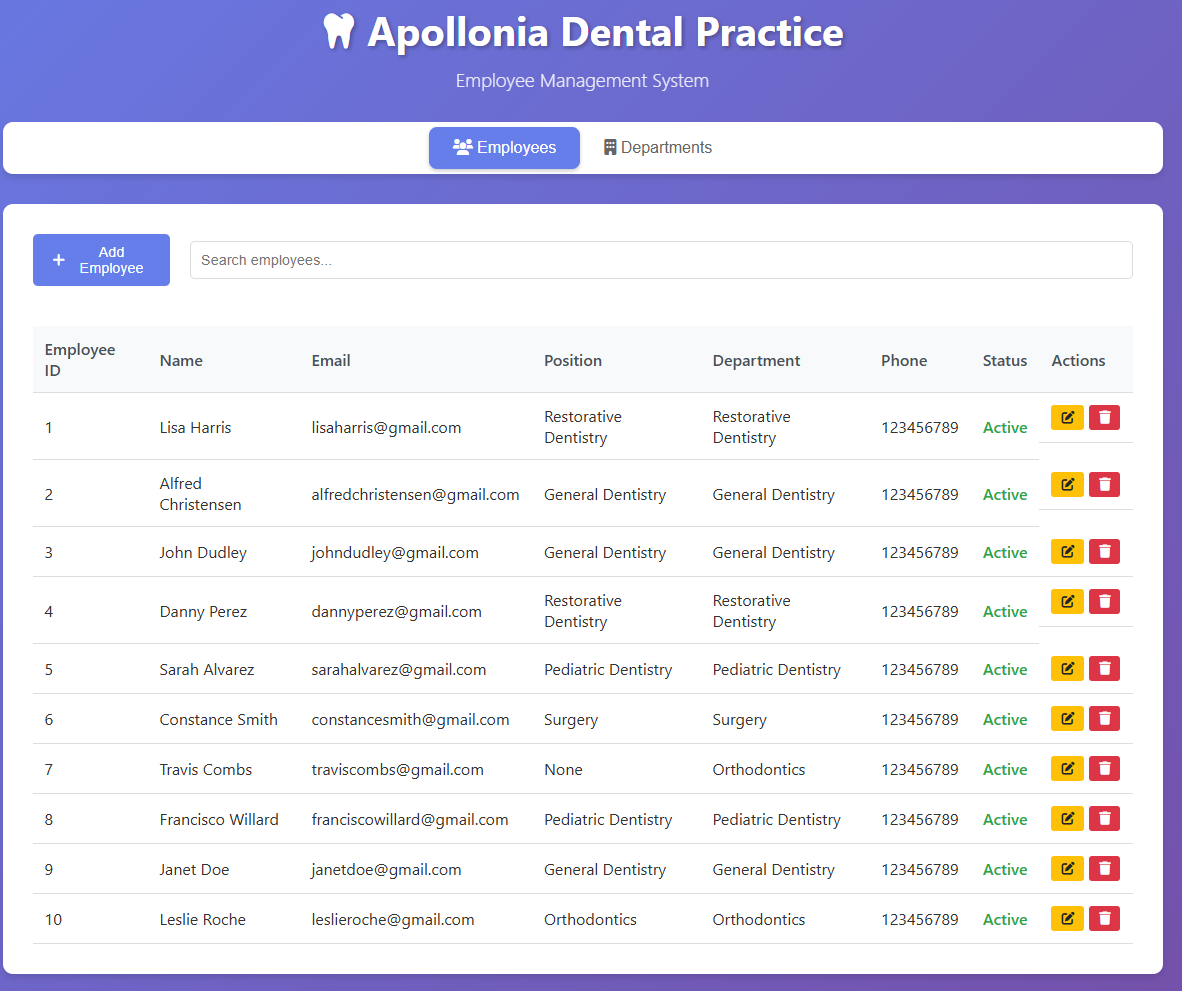 Apollonia Dental Practice
Employee Management System
Employees Departments
Add
Employee
Search employees...
Employee
ID Name Email Position Department Phone Status Actions
1 Lisa Harris lisaharris@gmail.com Restorative Dentistry Restorative Dentistry 123456789 Active
2 Alfred Christensen alfredchristensen@gmail.com General Dentistry General Dentistry 123456789 Active
3 John Dudley johndudley@gmail.com General Dentistry General Dentistry 123456789 Active
4 Danny Perez dannyperez@gmail.com Restorative Dentistry Restorative Dentistry 123456789 Active
5 Sarah Alvarez sarahalvarez@gmail.com Pediatric Dentistry Pediatric Dentistry 123456789 Active
6 Constance Smith constancesmith@gmail.com Surgery Surgery 123456789 Active
7 Travis Combs traviscombs@gmail.com None Orthodontics 123456789 Active
8 Francisco Willard franciscowillard@gmail.com Pediatric Dentistry Pediatric Dentistry 123456789 Active
9 Janet Doe janetdoe@gmail.com General Dentistry General Dentistry 123456789 Active
10 Leslie Roche leslieroche@gmail.com Orthodontics Orthodontics 123456789 Active